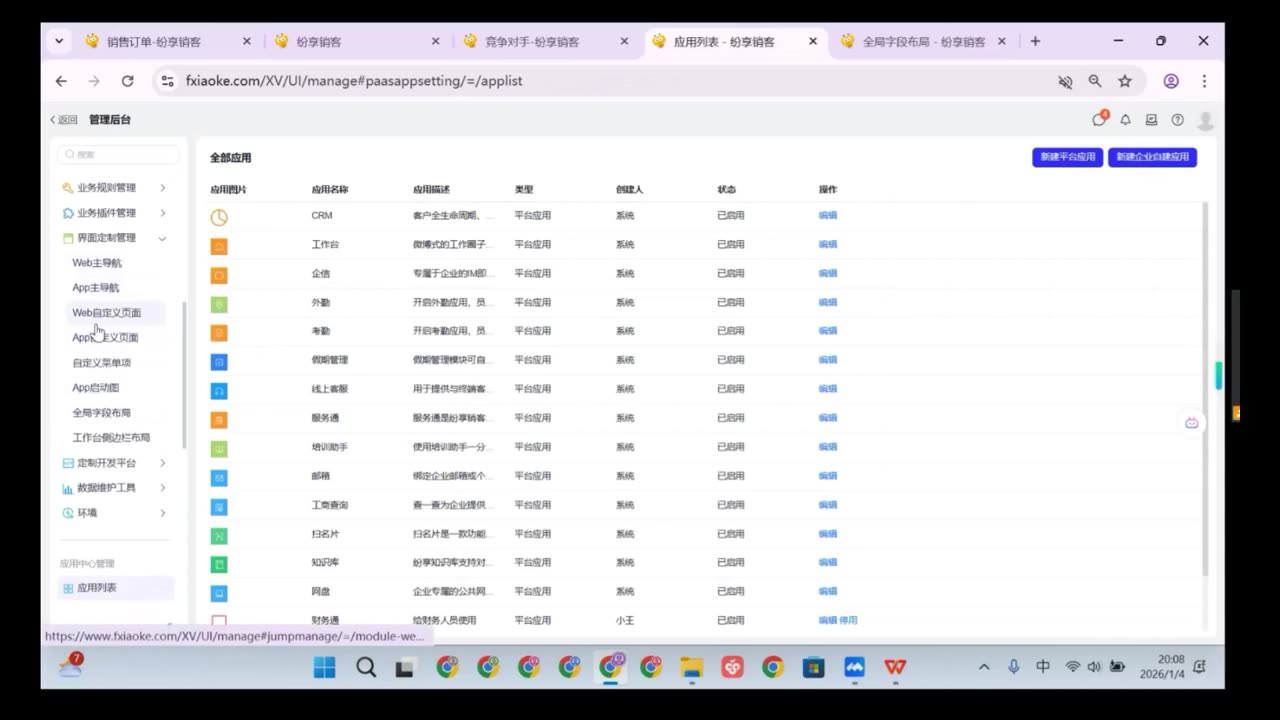 销售订单-纷享销客
纷享销客
竞争对手-纷享销客
应用列表 - 纷享销客
全局字段布局 - 纷享销客
fxiaoke.com/XV/UI/manage#paasappsetting/=/applist
返回 管理后台
4
搜索
业务规则管理
业务插件管理
界面定制管理
Web主导航
App主导航
Web自定义页面
App自定义页面
自定义菜单项
App启动图
全局字段布局
工作台侧边栏布局
定制开发平台
数据维护工具
环境
应用中心管理
应用列表
全部应用
新建平台应用 新建企业自建应用
应用图片 应用名称 应用描述 类型 创建人 状态 操作
CRM 客户全生命周期、... 平台应用 系统 已启用 编辑
工作台 微博式的工作圈子... 平台应用 系统 已启用 编辑
企信 专属于企业的IM即... 平台应用 系统 已启用 编辑
外勤 开启外勤应用，员... 平台应用 系统 已启用 编辑
考勤 开启考勤应用，员... 平台应用 系统 已启用 编辑
假期管理 假期管理模块可自... 平台应用 系统 已启用 编辑
线上客服 用于提供与终端客... 平台应用 系统 已启用 编辑
服务通 服务通是纷享销客... 平台应用 系统 已启用 编辑
培训助手 使用培训助手一分... 平台应用 系统 已启用 编辑
邮箱 绑定企业邮箱或个... 平台应用 系统 已启用 编辑
工商查询 查一查为企业提供... 平台应用 系统 已启用 编辑
扫名片 扫名片是一款功能... 平台应用 系统 已启用 编辑
知识库 纷享知识库支持对... 平台应用 系统 已启用 编辑
网盘 企业专属的公共网... 平台应用 系统 已启用 编辑
财务通 给财务人员使用 平台应用 小王 已启用 编辑 停用
https://www.fxiaoke.com/XV/UI/manage#jumpmanage/=/module-we...
7
中
20:08
2026/1/4